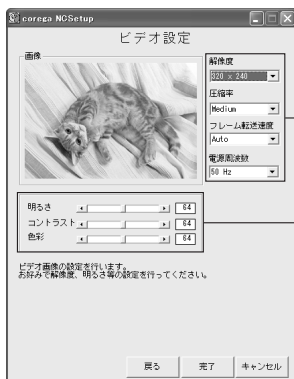 corega NCSetup
ビデオ設定
画像
解像度
320 x 240
圧縮率
Medium
フレーム転送速度
Auto
電源周波数
50 Hz
明るさ
64
コントラスト
64
色彩
64
ビデオ画像の設定を行います。
お好みで解像度、明るさ等の設定を行ってください。
戻る
完了
キャンセル